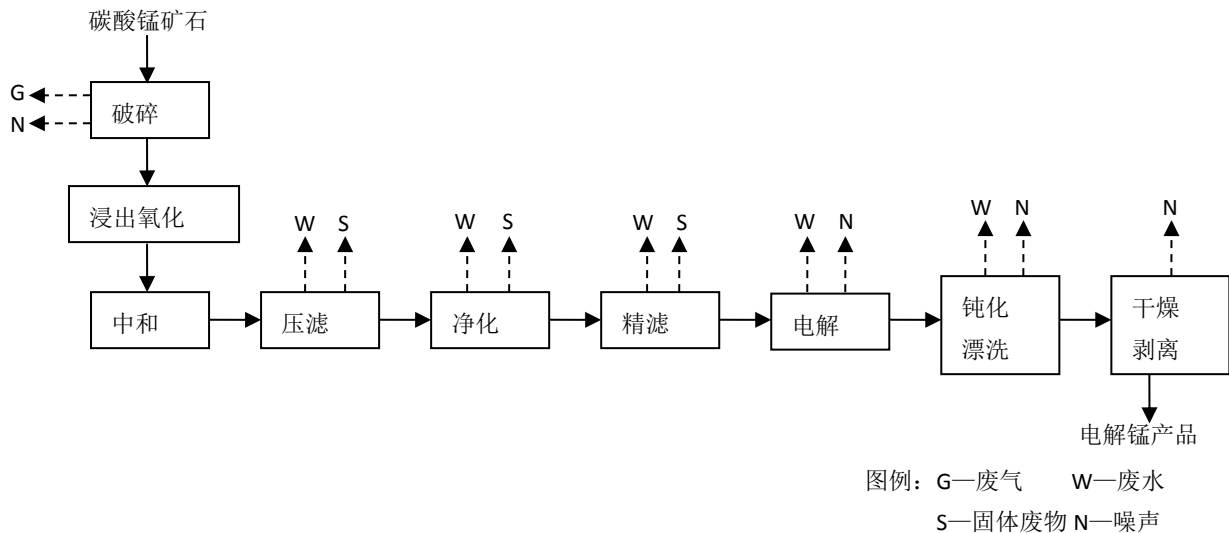 碳酸锰矿石
G
N
破碎
浸出氧化
W S W S W S W N W N N
中和 压滤 净化 精滤 电解 钝化 干燥
漂洗 剥离
电解锰产品
图例：G—废气 W—废水
S—固体废物 N—噪声